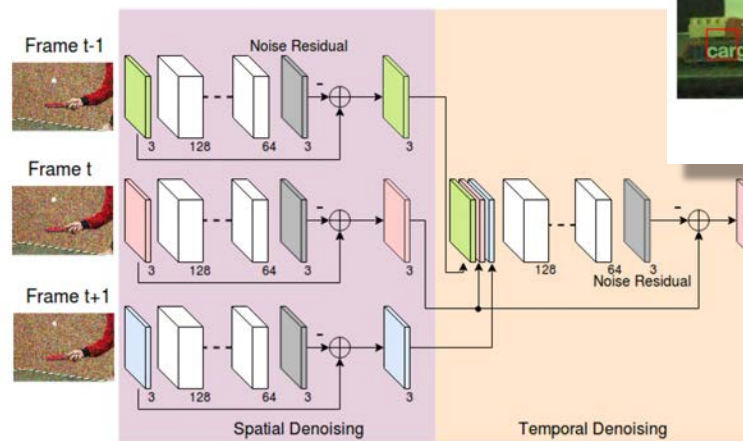 Frame t-1
Noise Residual
3
128
64
3
3
Frame t
3
128
64
3
3
128
64
3
Noise Residual
Frame t+1
3
128
64
3
3
Spatial Denoising
Temporal Denoising